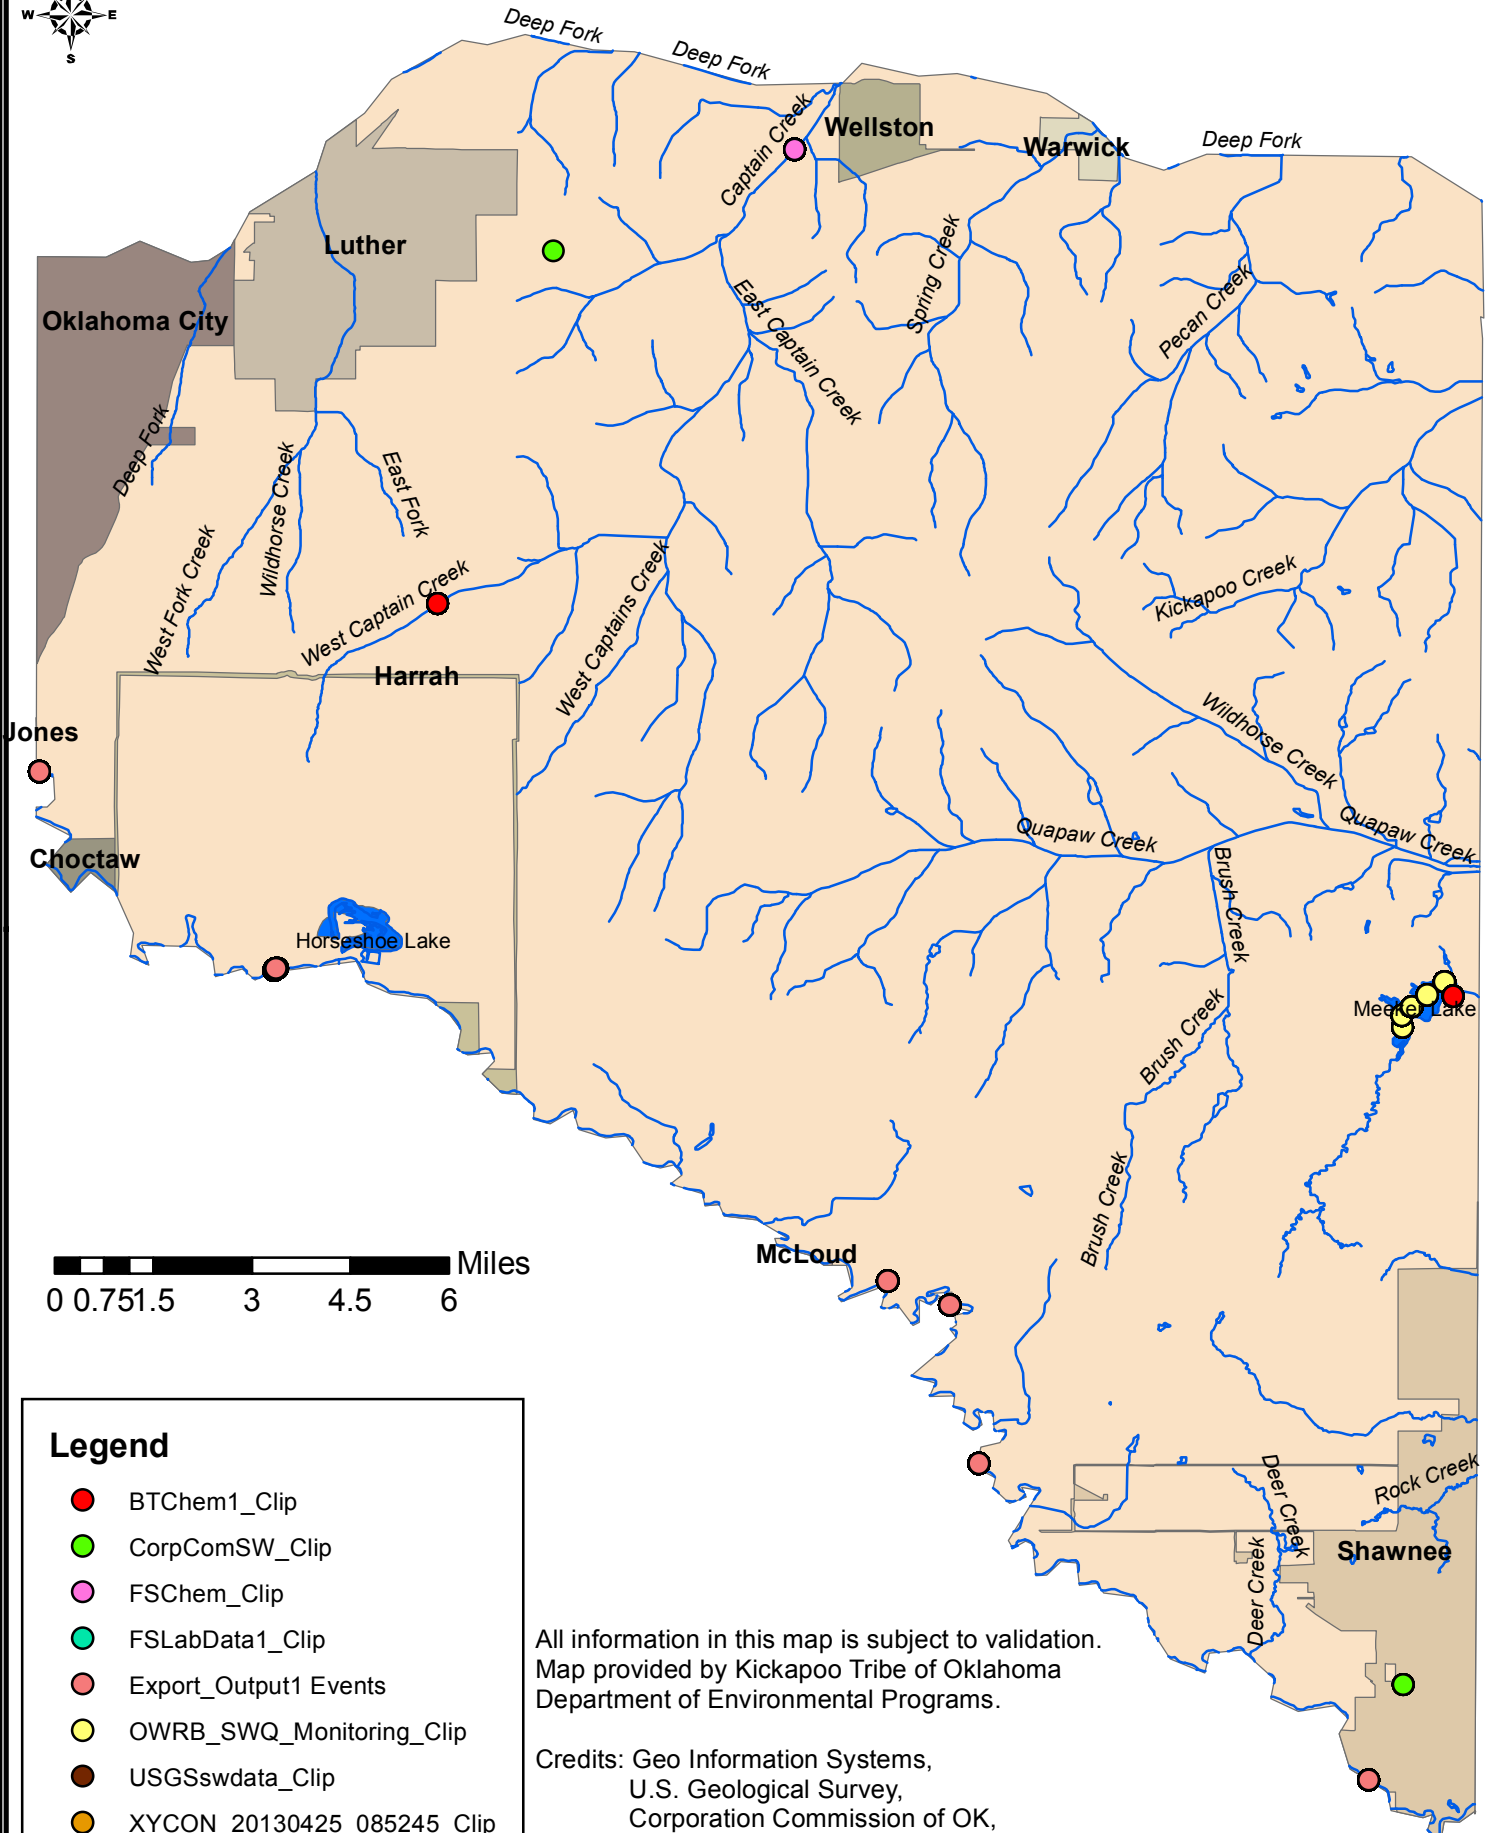 W E
S
Deep Fork
Deep Fork
Captain Creek
Wellston
Warwick
Deep Fork
Luther
Oklahoma City
East Captain Creek
Spring Creek
Pecan Creek
Deep Fork
Wildhorse Creek
East Fork
West Fork Creek
West Captain Creek
West Captains Creek
Kickapoo Creek
Harrah
Jones
Wildhorse Creek
Quapaw Creek
Quapaw Creek
Choctaw
Brush Creek
Horseshoe Lake
Meeker Lake
Brush Creek
Brush Creek
McLoud
Miles
0 0.75 1.5 3 4.5 6
Deer Creek
Rock Creek
Shawnee
Deer Creek
Legend
BTChem1_Clip
CorpComSW_Clip
FSChem_Clip
FSLabData1_Clip
Export_Output1 Events
OWRB_SWQ_Monitoring_Clip
USGSswdata_Clip
XYCON_20130425_085245_Clip
All information in this map is subject to validation.
Map provided by Kickapoo Tribe of Oklahoma
Department of Environmental Programs.
Credits: Geo Information Systems,
U.S. Geological Survey,
Corporation Commission of OK,